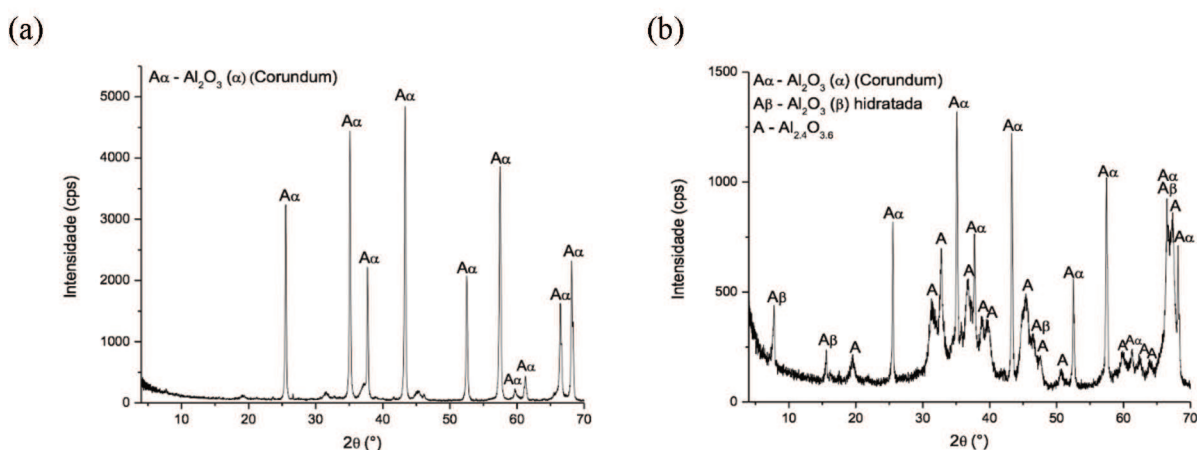 (a)
Aα - Al₂O₃ (α) (Corundum)
Intensidade (cps)
5000
4000
3000
2000
1000
0
Aα
Aα
Aα
Aα
Aα
Aα
Aα
Aα
Aα
Aα
10
20
30
40
50
60
70
2θ (°)
(b)
Aα - Al₂O₃ (α) (Corundum)
Aβ - Al₂O₃ (β) hidratada
A - Al₂.₄O₃.₆
Intensidade (cps)
1500
1000
500
0
Aβ
Aβ
A
Aα
A
A
Aα
A
Aα
A
A
Aα
A
Aβ
A
A
Aα
Aα
A
Aα
A
A
Aα
Aβ
A
Aα
10
20
30
40
50
60
70
2θ (°)